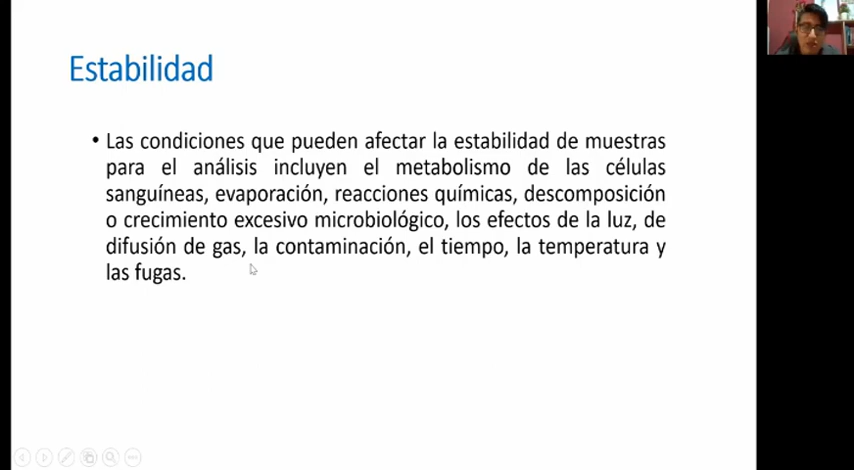 Estabilidad
• Las condiciones que pueden afectar la estabilidad de muestras
para el análisis incluyen el metabolismo de las células
sanguíneas, evaporación, reacciones químicas, descomposición
o crecimiento excesivo microbiológico, los efectos de la luz, de
difusión de gas, la contaminación, el tiempo, la temperatura y
las fugas.